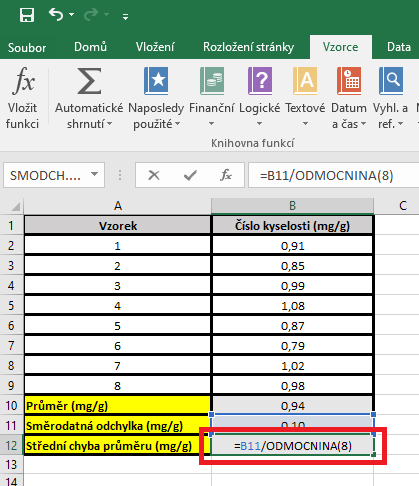 Soubor Domů Vložení Rozložení stránky Vzorce Data
fx Σ ? A
Vložit funkci
Automatické shrnutí
Naposledy použité
Finanční
Logické
Textové
Datum a čas
Vyhl. a ref.
Knihovna funkcí
SMODCH.... fx =B11/ODMOCNINA(8)
A B C
1 Vzorek Číslo kyselosti (mg/g)
2 1 0,91
3 2 0,85
4 3 0,99
5 4 1,08
6 5 0,87
7 6 0,79
8 7 1,02
9 8 0,98
10 Průměr (mg/g) 0,94
11 Směrodatná odchylka (mg/g) 0,10
12 Střední chyba průměru (mg/g) =B11/ODMOCNINA(8)
13
14